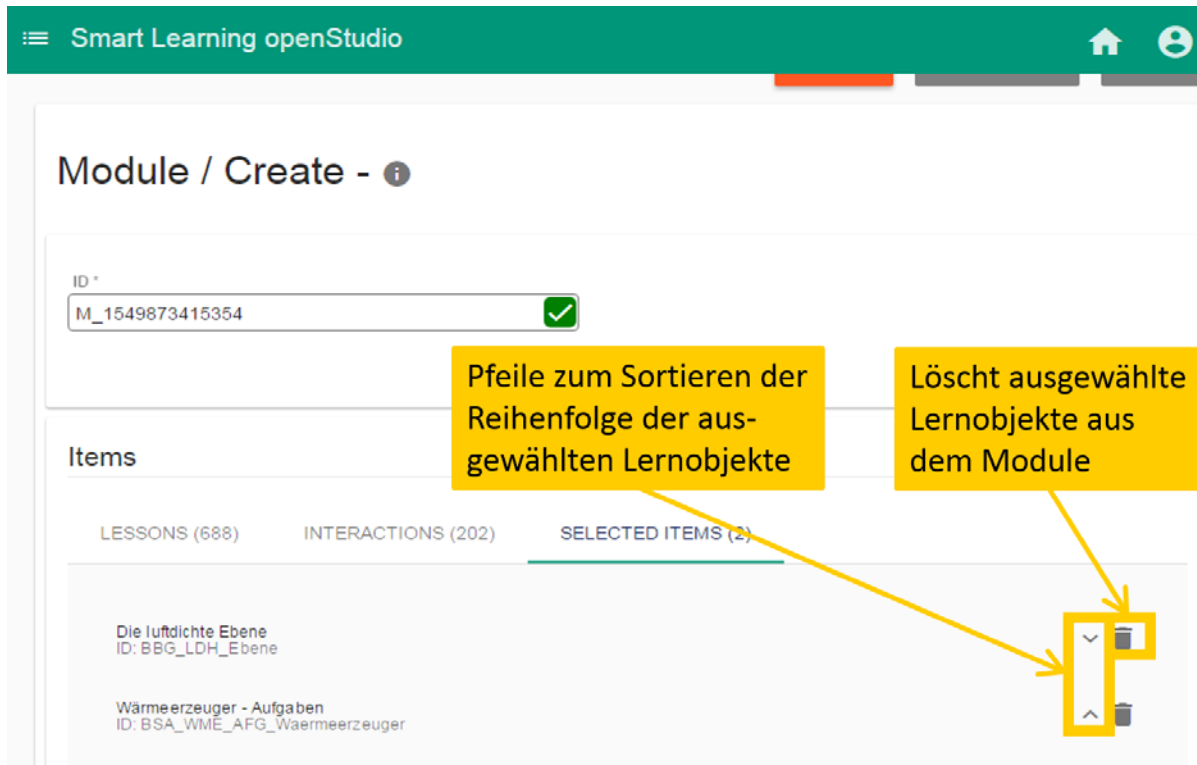 Smart Learning openStudio
Module / Create -
ID *
M_1549873415354
Pfeile zum Sortieren der
Reihenfolge der aus-
gewählten Lernobjekte
Löscht ausgewählte
Lernobjekte aus
dem Module
Items
LESSONS (688) INTERACTIONS (202) SELECTED ITEMS (2)
Die luftdichte Ebene
ID: BBG_LDH_Ebene
Wärmeerzeuger - Aufgaben
ID: BSA_WME_AFG_Waermeerzeuger